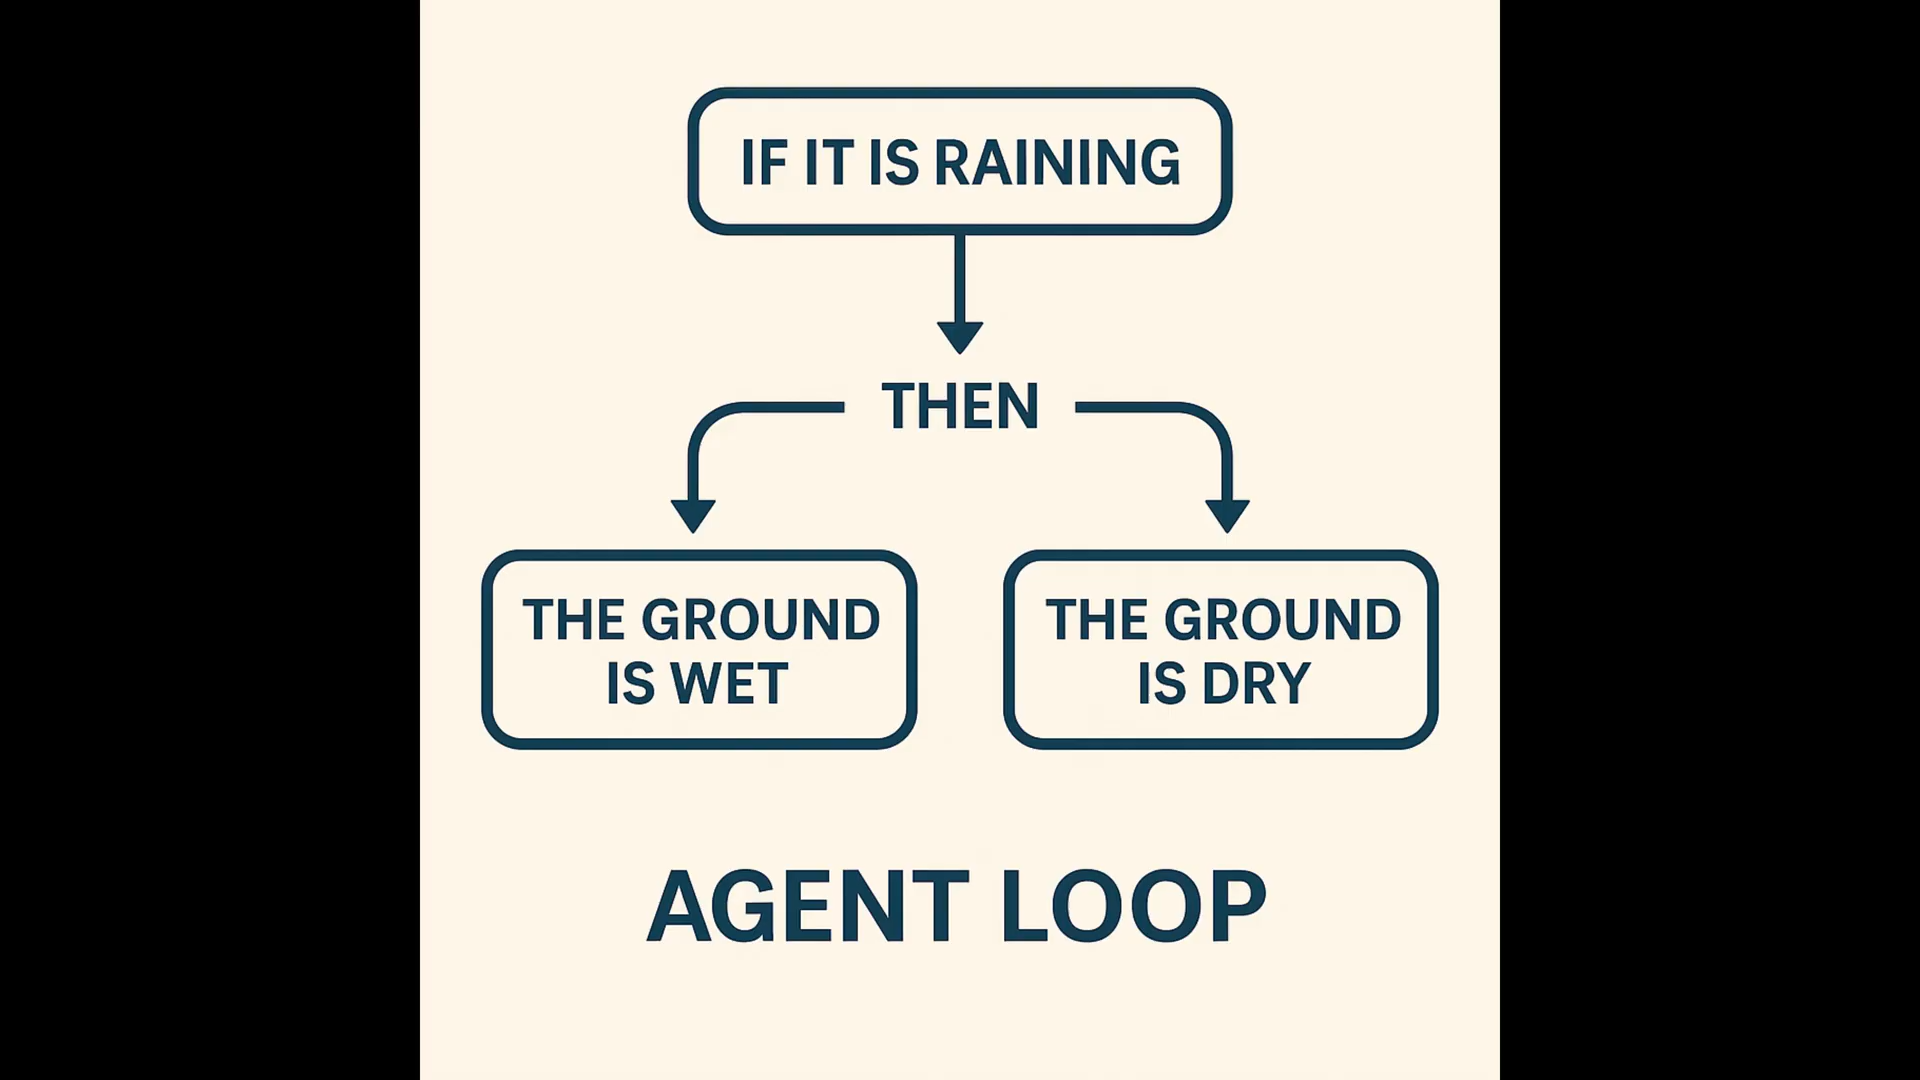 IF IT IS RAINING
THEN
THE GROUND
IS WET
THE GROUND
IS DRY
AGENT LOOP